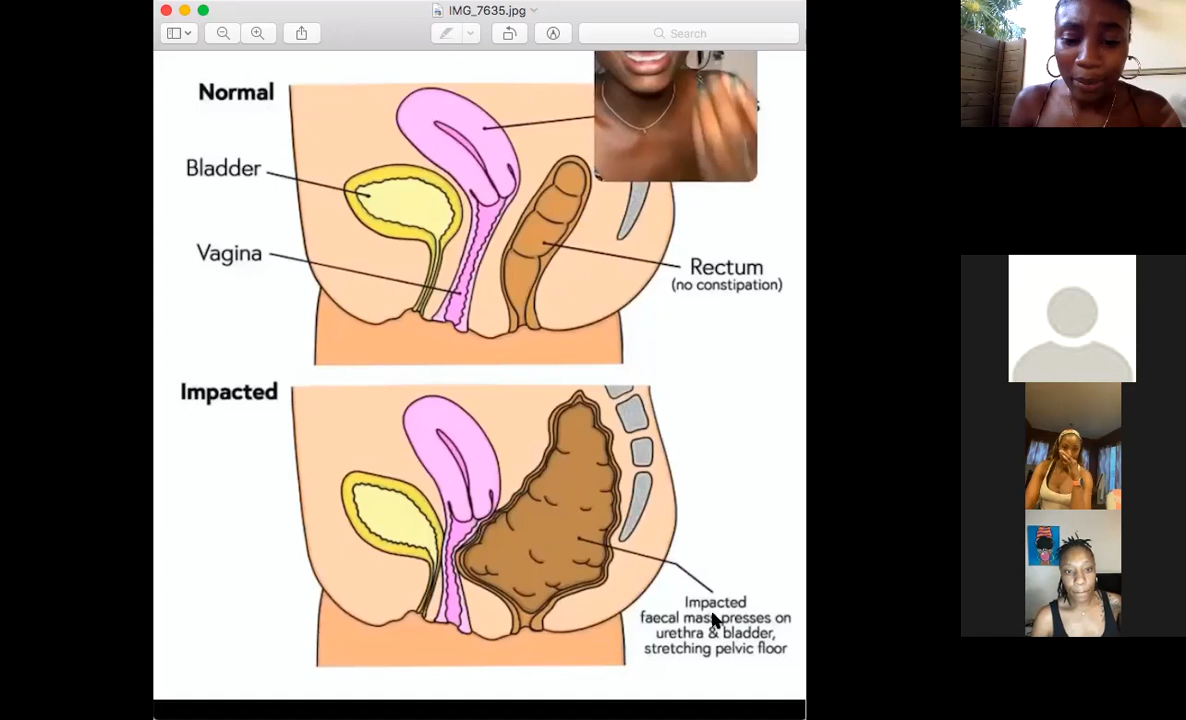 IMG_7635.jpg
Search
Normal
Bladder
Vagina
Rectum
(no constipation)
Impacted
Impacted
faecal mass presses on
urethra & bladder,
stretching pelvic floor